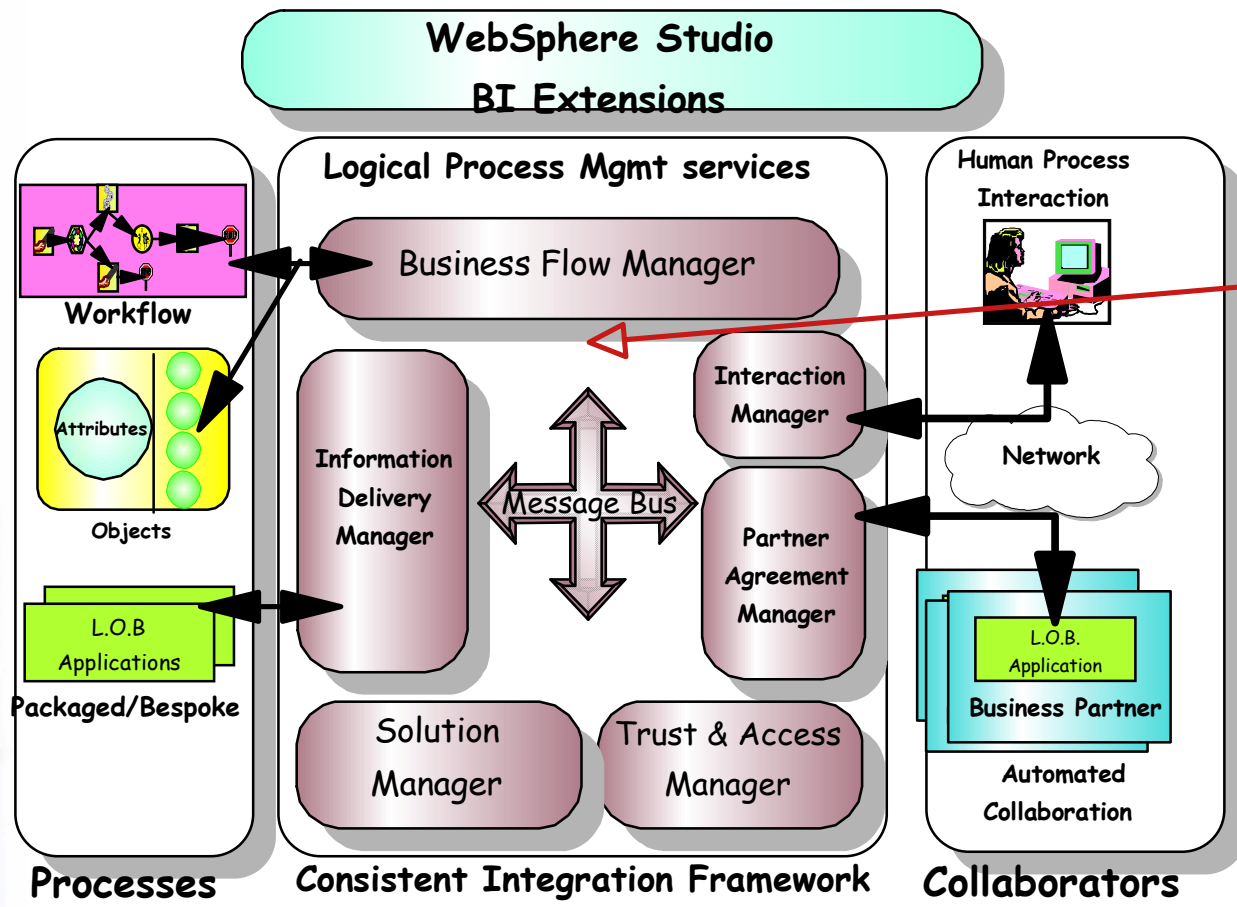 WebSphere Studio
BI Extensions
Workflow
Attributes
Objects
L.O.B
Applications
Packaged/Bespoke
Processes
Logical Process Mgmt services
Business Flow Manager
Information
Delivery
Manager
Message Bus
Interaction
Manager
Partner
Agreement
Manager
Solution
Manager
Trust & Access
Manager
Consistent Integration Framework
Human Process
Interaction
Network
L.O.B.
Application
Business Partner
Automated
Collaboration
Collaborators